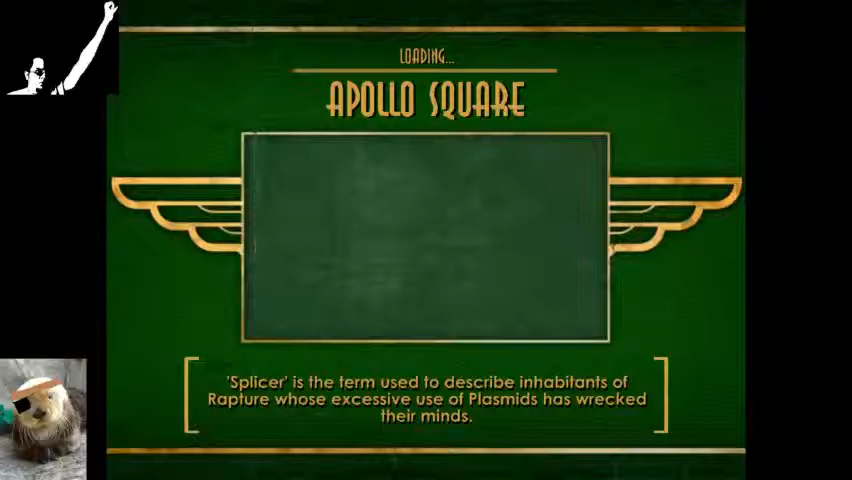 LOADING...
APOLLO SQUARE
'Splicer' is the term used to describe inhabitants of
Rapture whose excessive use of Plasmids has wrecked
their minds.